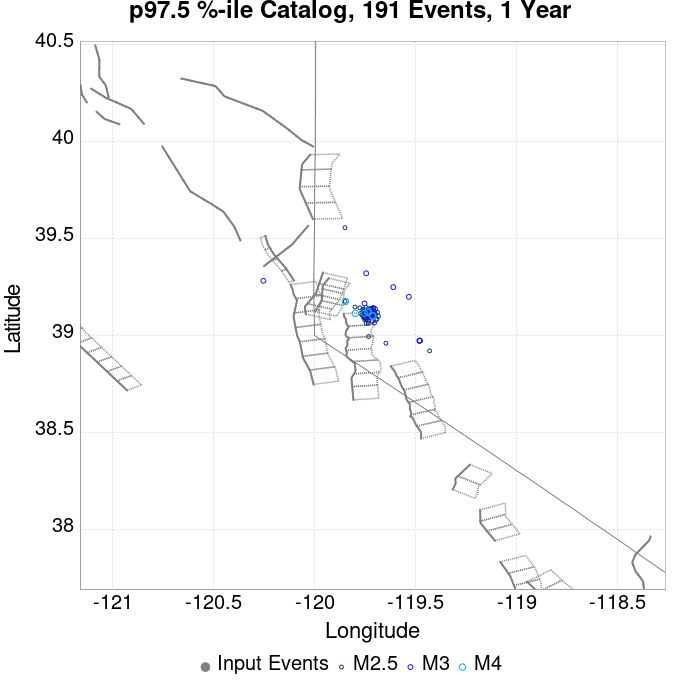 p97.5 %-ile Catalog, 191 Events, 1 Year
40.5
40
39.5
39
38.5
38
Latitude
-121 -120.5 -120 -119.5 -119 -118.5
Longitude
Input Events M2.5 M3 M4